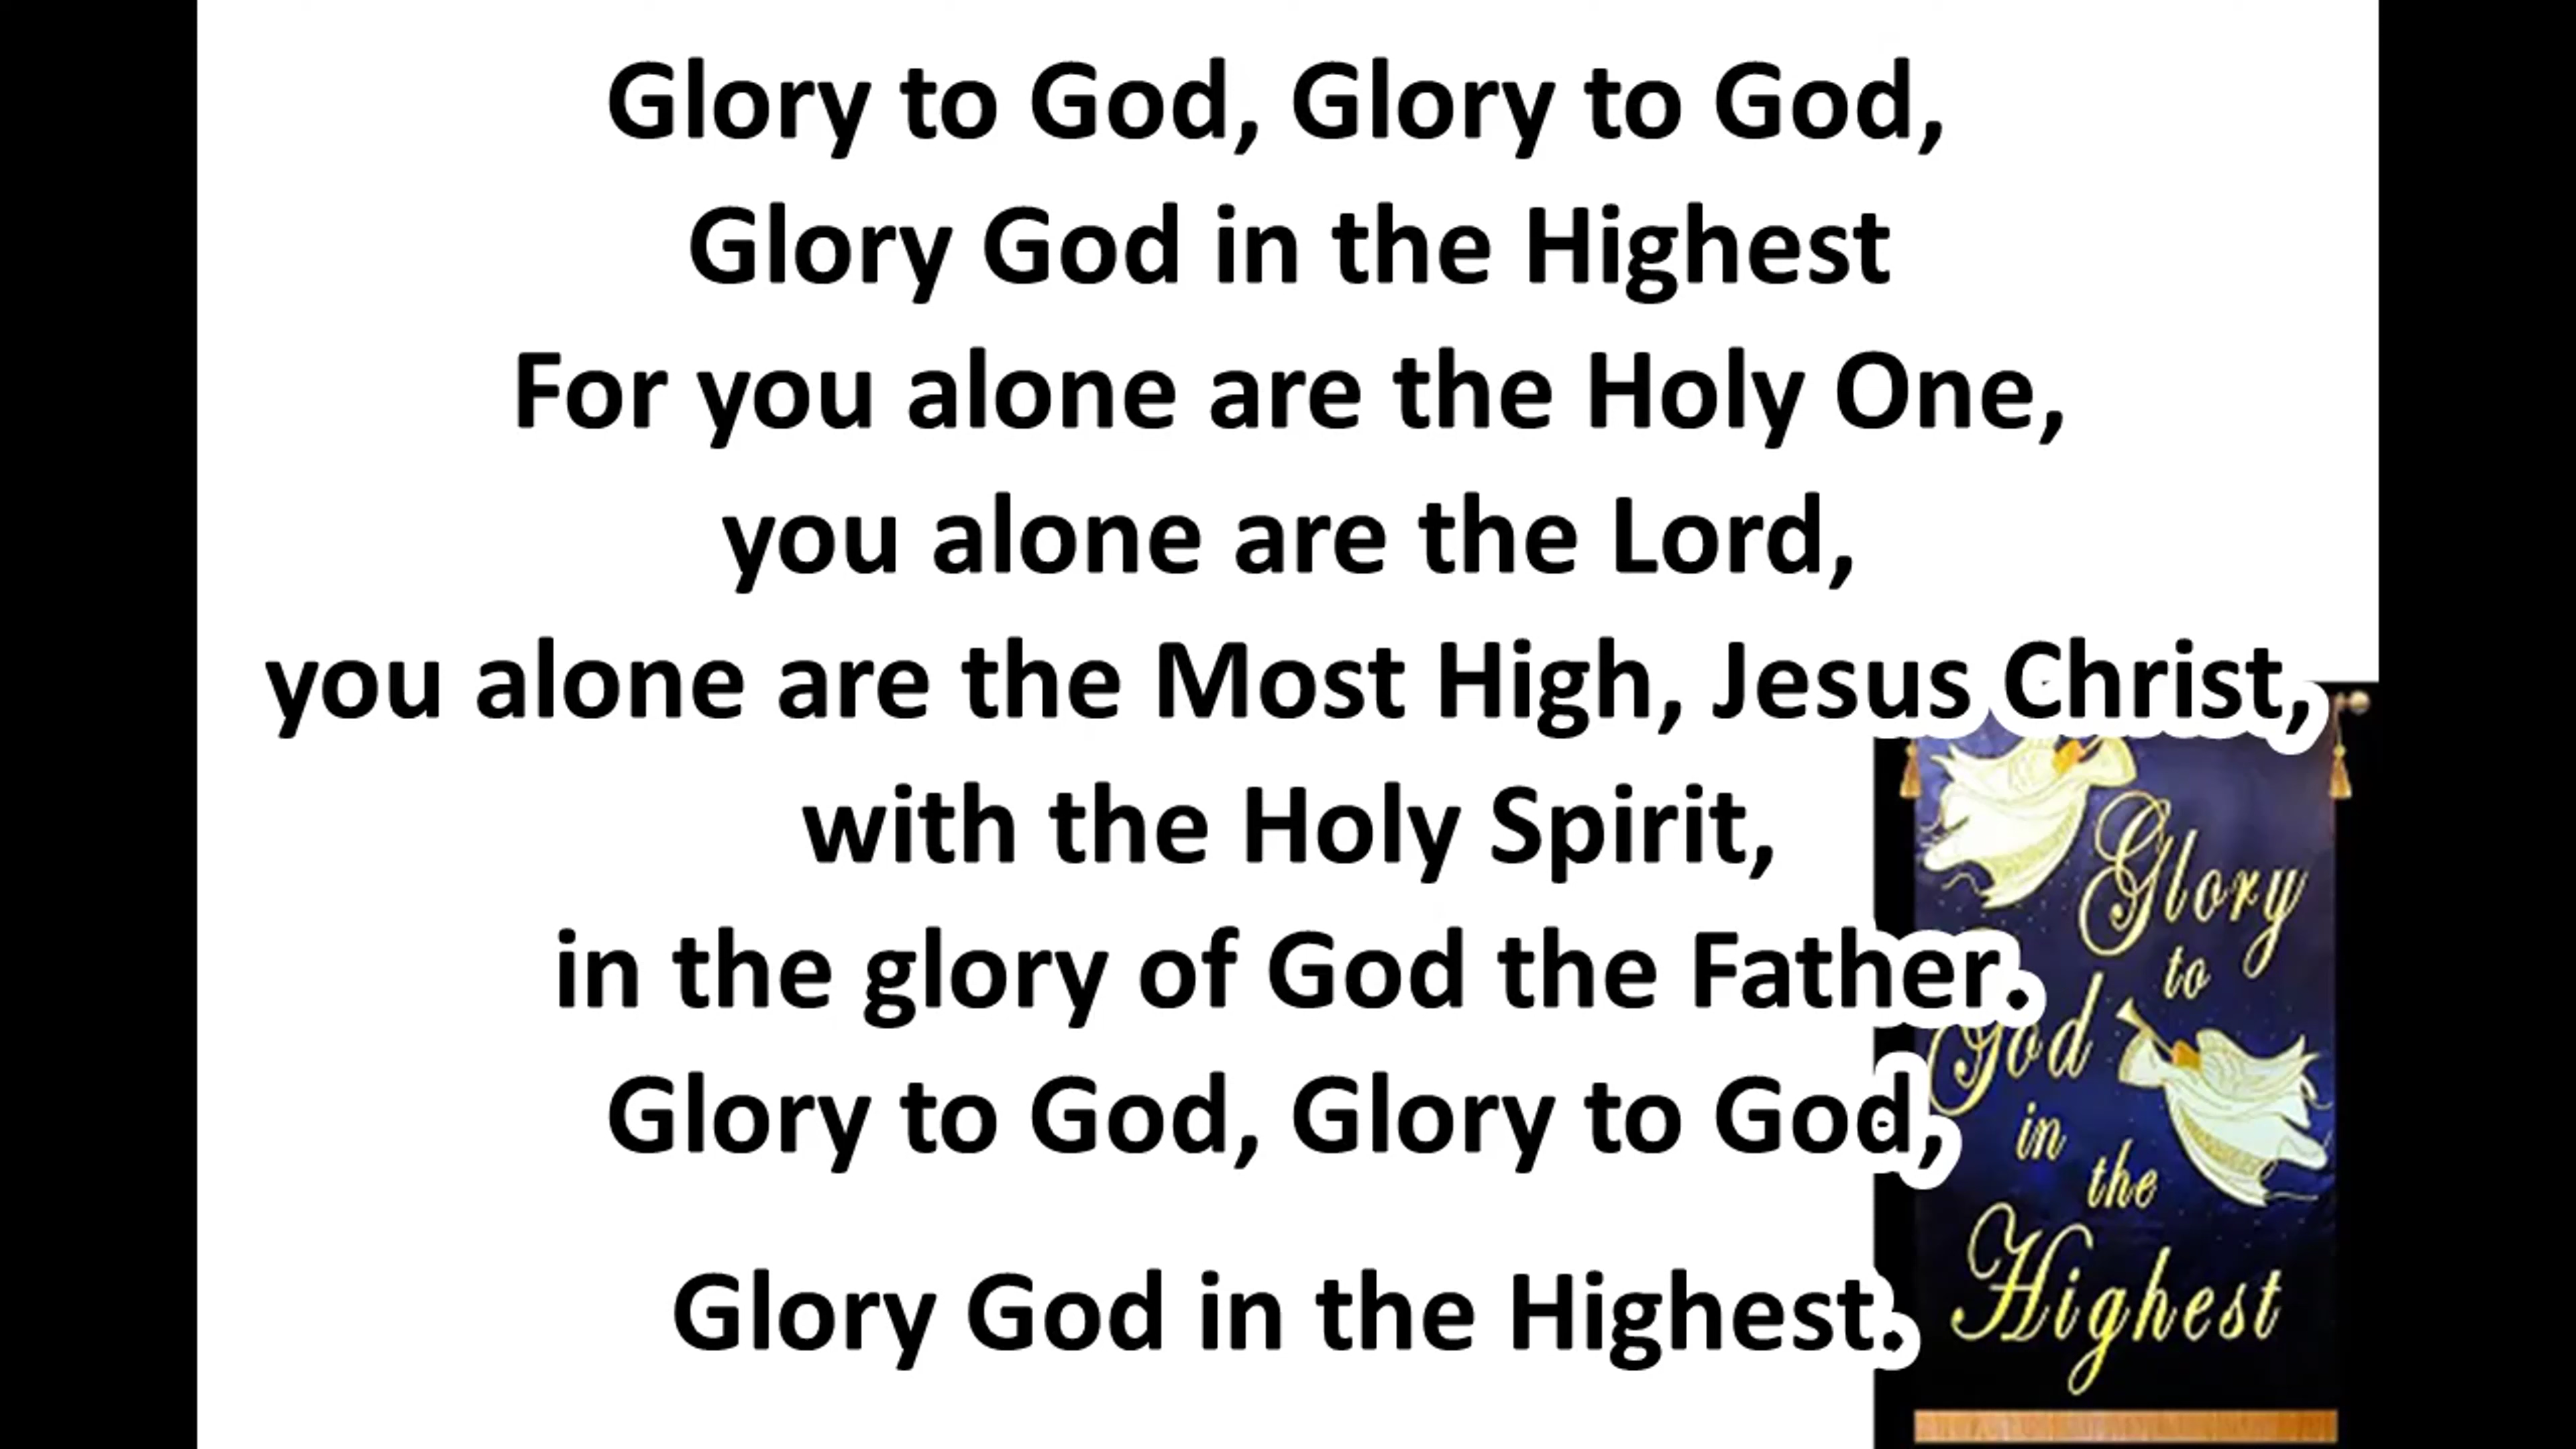 Glory to God, Glory to God,
Glory God in the Highest
For you alone are the Holy One,
you alone are the Lord,
you alone are the Most High, Jesus Christ,
with the Holy Spirit,
in the glory of God the Father.
Glory to God, Glory to God,
Glory God in the Highest.
Glory
to
God
in
the
Highest